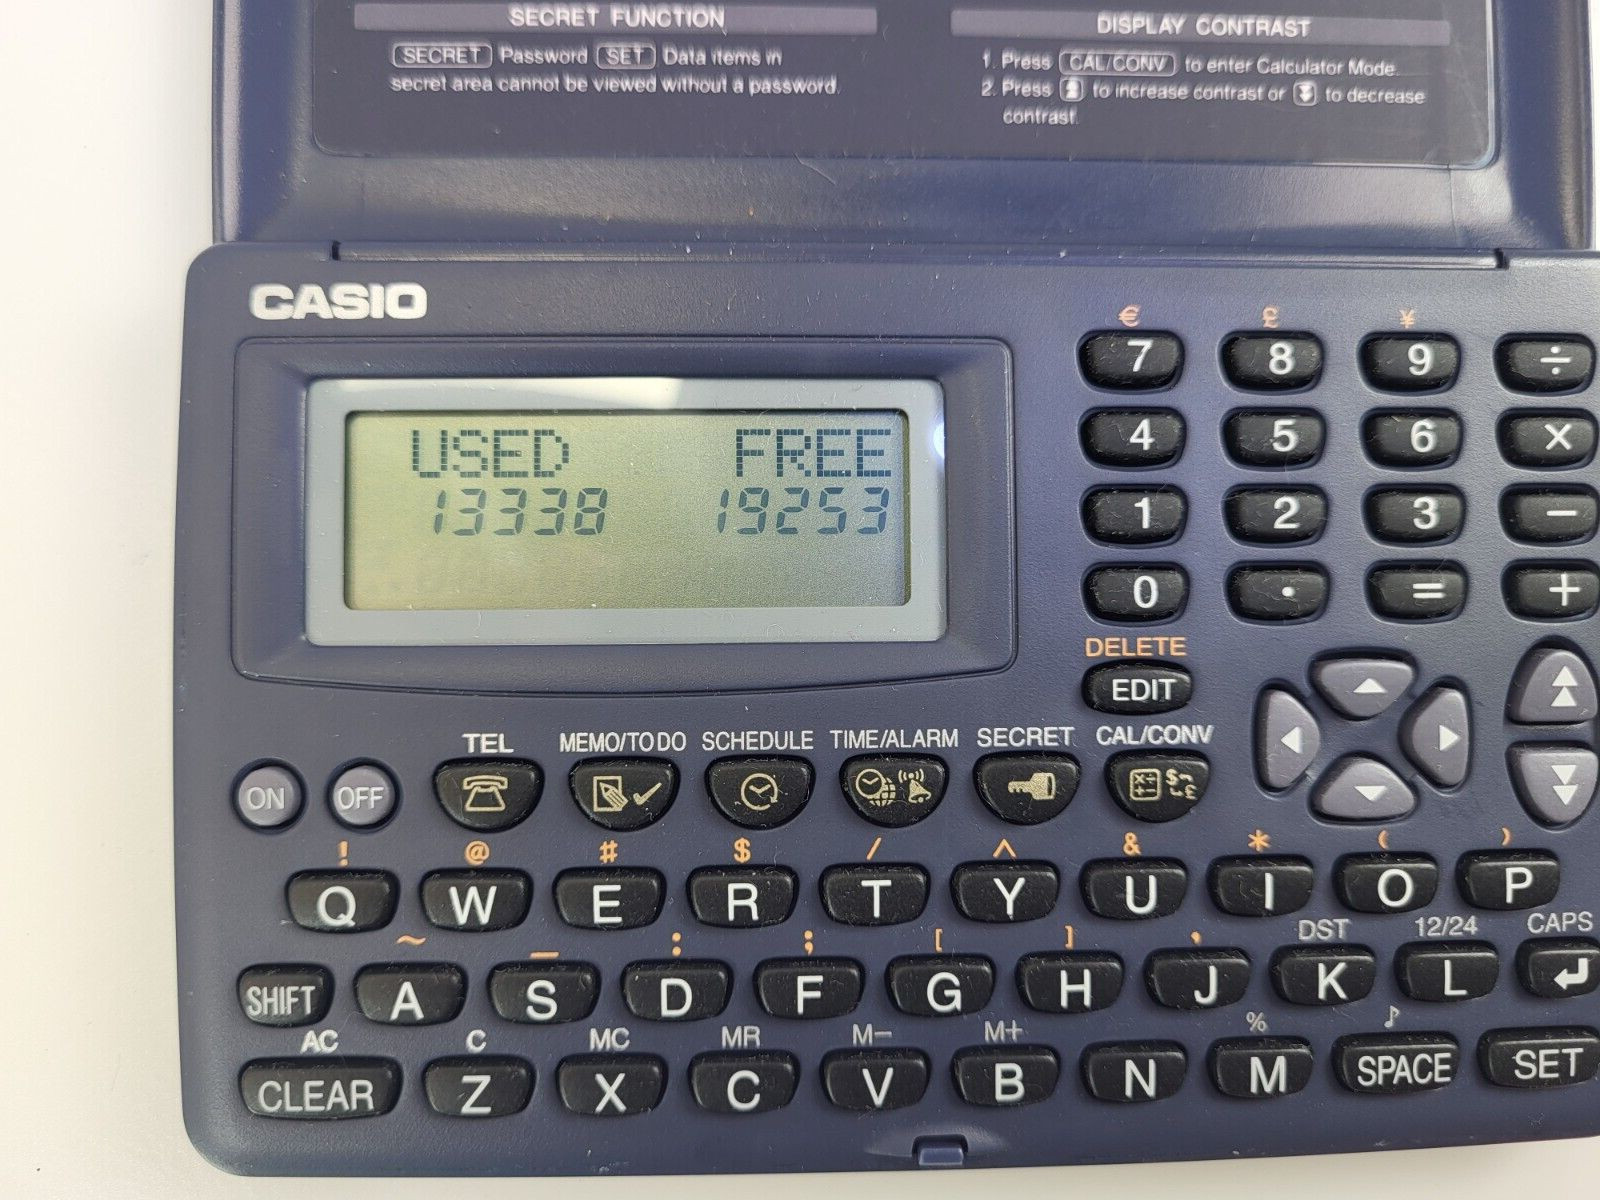 SECRET FUNCTION
SECRET Password SET Data items in
secret area cannot be viewed without a password.
DISPLAY CONTRAST
1. Press CAL/CONV to enter Calculator Mode.
2. Press to increase contrast or to decrease
contrast.
CASIO
USED FREE
13338 19253
€ £ ¥
7 8 9 ÷
4 5 6 ×
1 2 3 −
0 . = +
DELETE
EDIT
TEL MEMO/TO DO SCHEDULE TIME/ALARM SECRET CAL/CONV
ON OFF
! @ # $ / ^ & * ( )
Q W E R T Y U I O P
~ _ : ; [ ] ' DST 12/24 CAPS
SHIFT A S D F G H J K L
AC C MC MR M− M+ % ♪
CLEAR Z X C V B N M SPACE SET